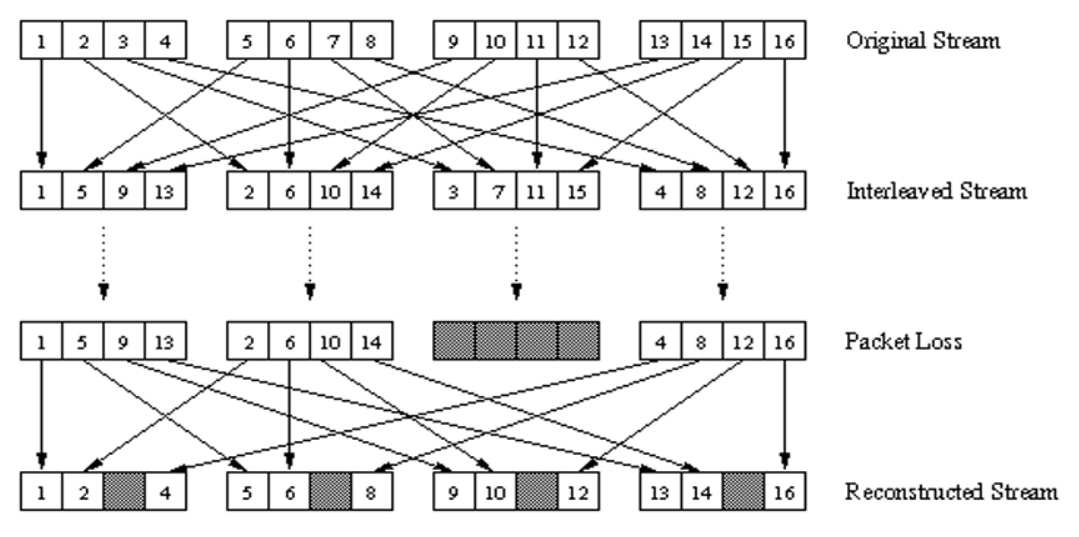 1 2 3 4 5 6 7 8 9 10 11 12 13 14 15 16 Original Stream
1 5 9 13 2 6 10 14 3 7 11 15 4 8 12 16 Interleaved Stream
1 5 9 13 2 6 10 14 4 8 12 16 Packet Loss
1 2 4 5 6 8 9 10 12 13 14 16 Reconstructed Stream